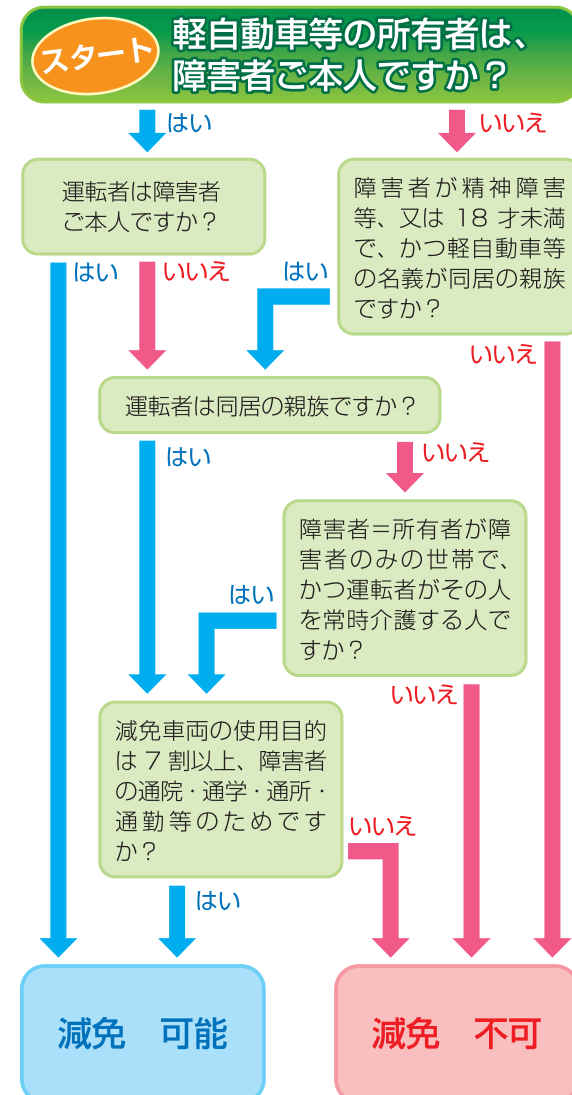 スタート
軽自動車等の所有者は、
障害者ご本人ですか？
はい
いいえ
運転者は障害者
ご本人ですか？
障害者が精神障害
等、又は 18 才未満
で、かつ軽自動車等
の名義が同居の親族
ですか？
はい
いいえ
はい
いいえ
運転者は同居の親族ですか？
はい
いいえ
障害者＝所有者が障
害者のみの世帯で、
かつ運転者がその人
を常時介護する人で
すか？
はい
いいえ
減免車両の使用目的
は 7 割以上、障害者
の通院・通学・通所・
通勤等のためです
か？
いいえ
はい
減免　可能
減免　不可